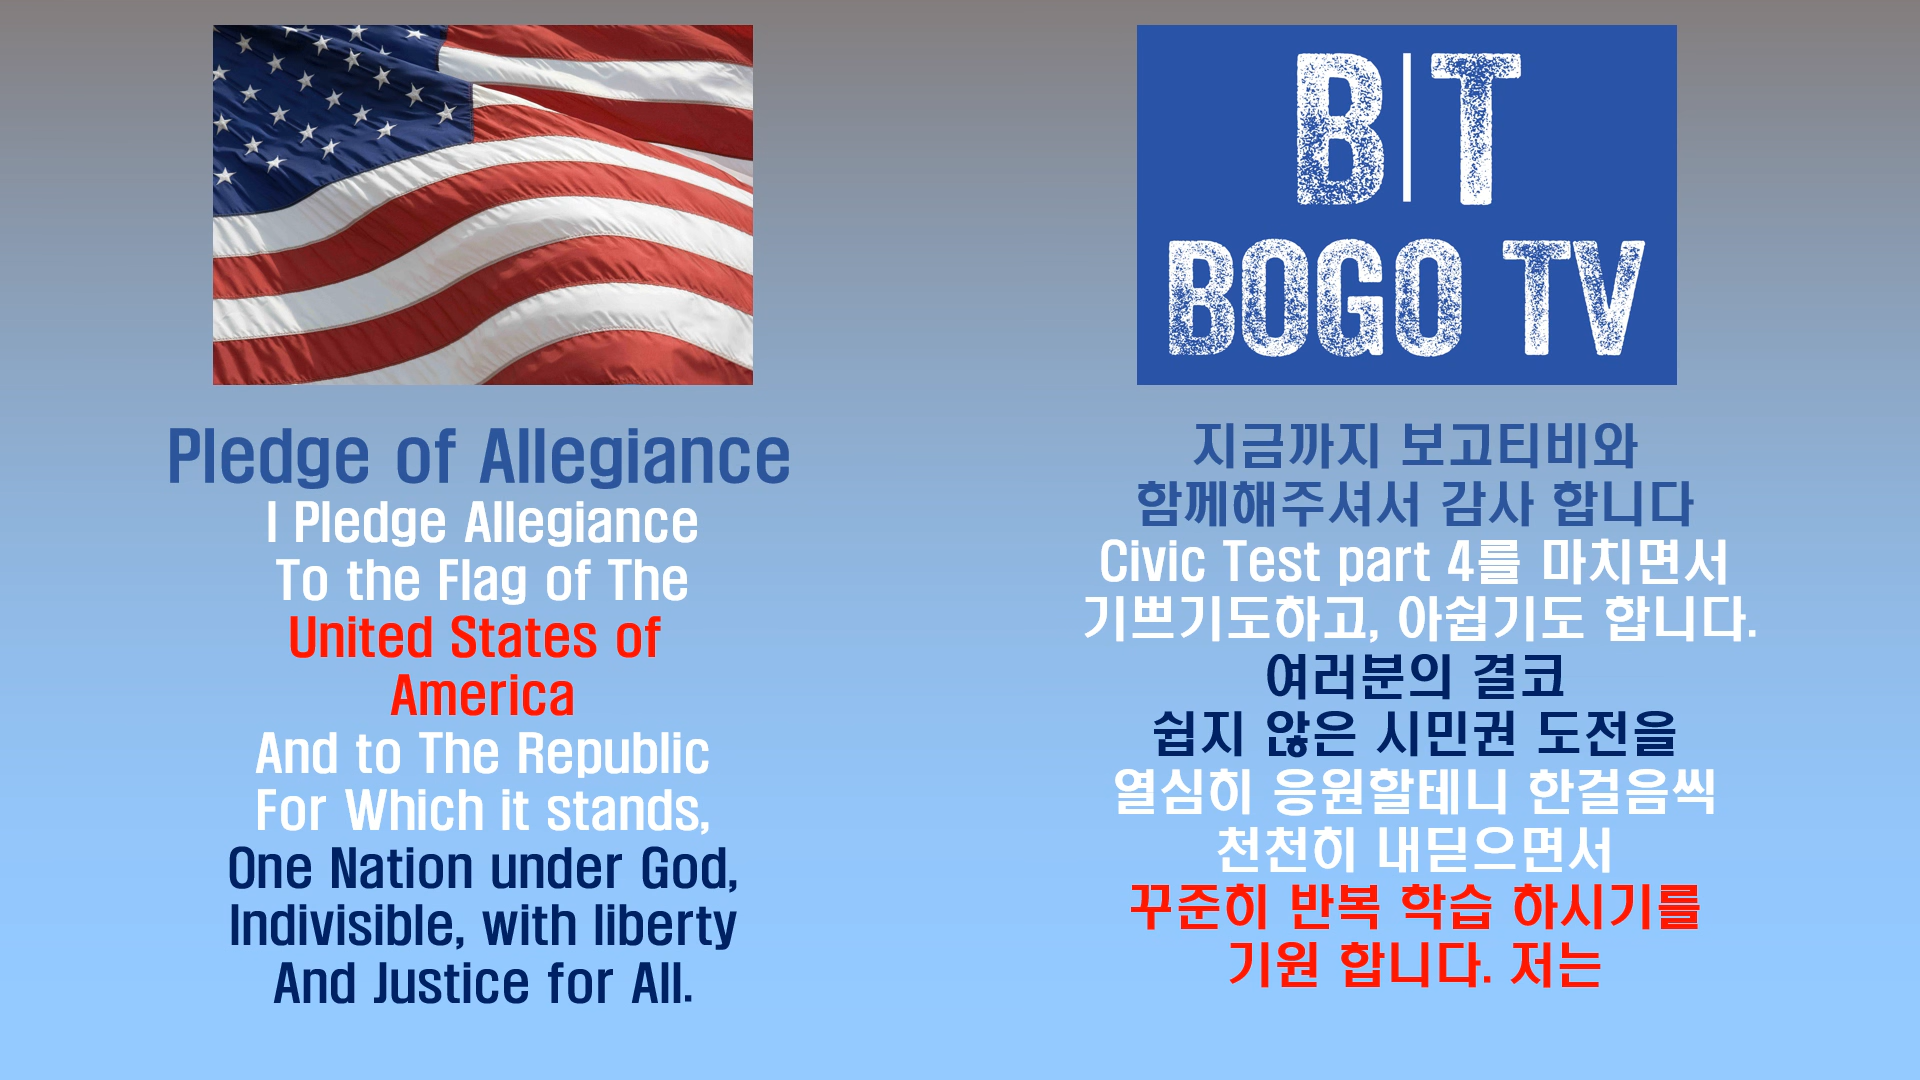 Pledge of Allegiance
I Pledge Allegiance
To the Flag of The
United States of
America
And to The Republic
For Which it stands,
One Nation under God,
Indivisible, with liberty
And Justice for All.
B|T
BOGO TV
지금까지 보고티비와
함께해주셔서 감사 합니다
Civic Test part 4를 마치면서
기쁘기도하고, 아쉽기도 합니다.
여러분의 결코
쉽지 않은 시민권 도전을
열심히 응원할테니 한걸음씩
천천히 내딛으면서
꾸준히 반복 학습 하시기를
기원 합니다. 저는